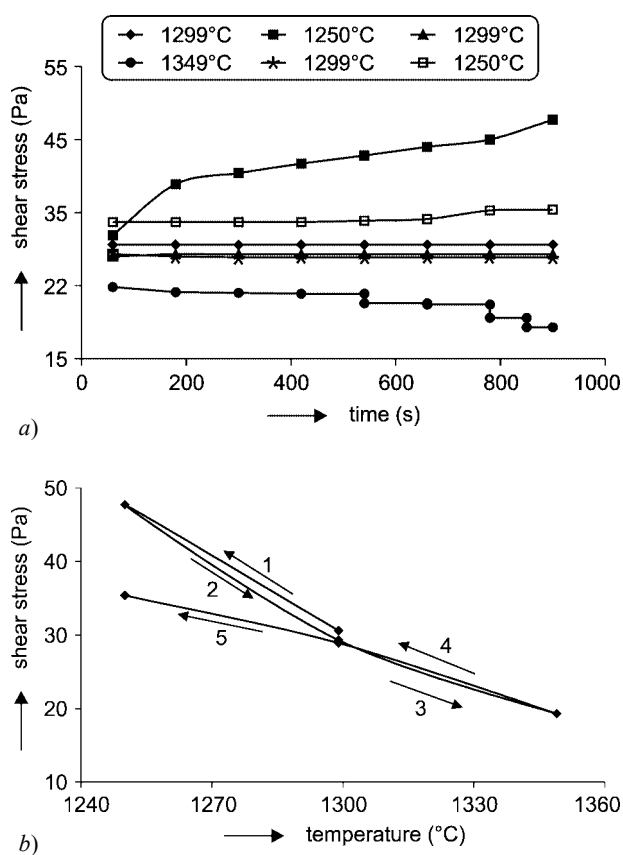 1299°C 1250°C 1299°C
1349°C 1299°C 1250°C
shear stress (Pa)
55
45
35
22
15
0 200 400 600 800 1000
time (s)
a)
shear stress (Pa)
50
40
30
20
10
1
2
5
4
3
1240 1270 1300 1330 1360
temperature (°C)
b)